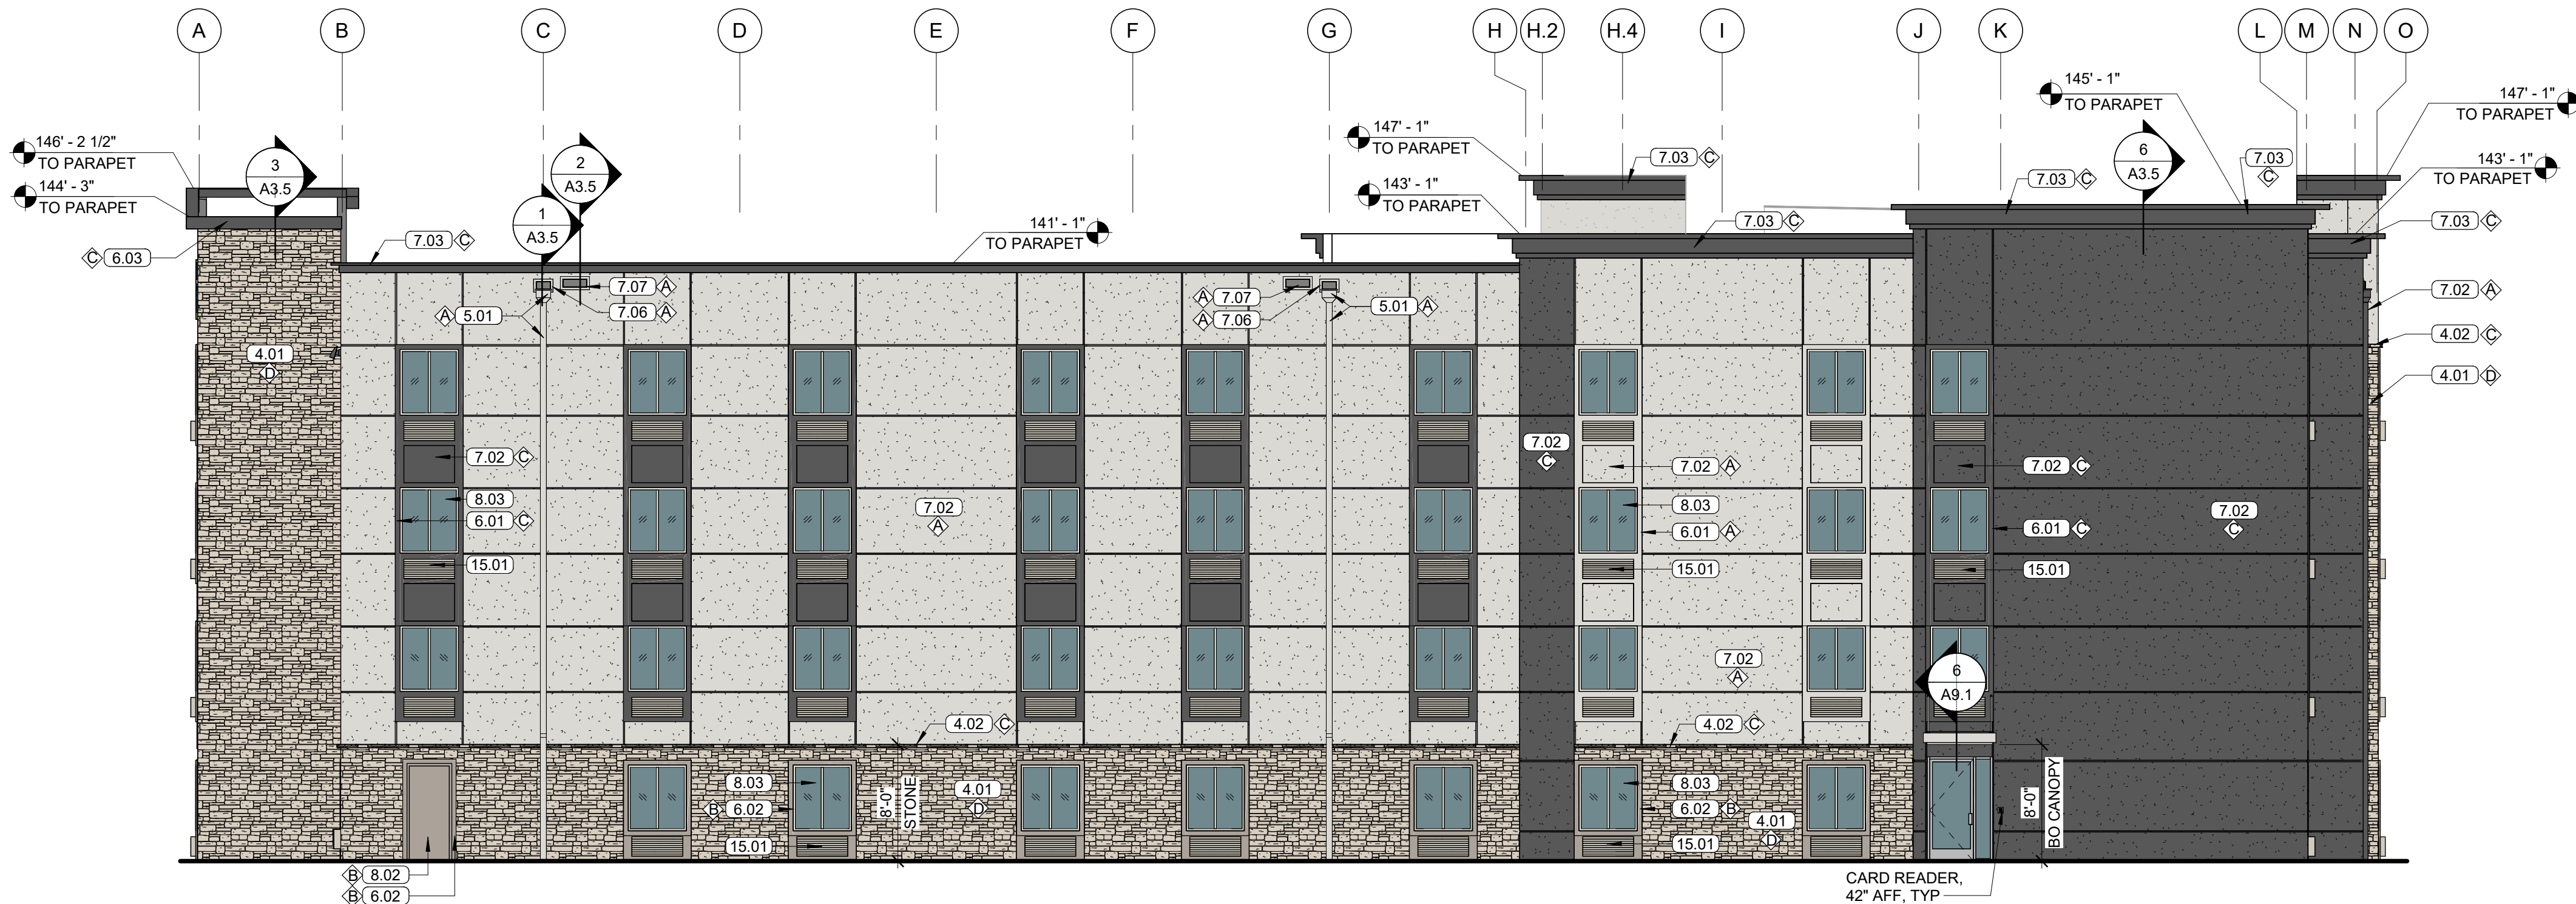 A B C D E F G H H.2 H.4 I J K L M N O
145' - 1"
TO PARAPET
147' - 1"
TO PARAPET
146' - 2 1/2"
TO PARAPET
3
A3.5
2
A3.5
147' - 1"
TO PARAPET
7.03 C
6
A3.5
7.03
C
143' - 1"
TO PARAPET
144' - 3"
TO PARAPET
143' - 1"
TO PARAPET
7.03 C
1
A3.5
7.03 C
7.03 C
141' - 1"
TO PARAPET
7.03 C
C 6.03
7.07 A
A 7.07
7.02 A
A 5.01
7.06 A
A 7.06
5.01 A
4.02 C
4.01
D
4.01 D
7.02 C
7.02
C
7.02 A
7.02 C
8.03
6.01 C
7.02
A
8.03
6.01 A
6.01 C
7.02
C
15.01
15.01
15.01
7.02
A
6
A9.1
4.02 C
4.02 C
8.03
B 6.02
15.01
8'-0"
STONE
4.01
D
8.03
6.02 B
15.01
4.01
D
8'-0"
BO CANOPY
B 8.02
B 6.02
CARD READER,
42" AFF, TYP